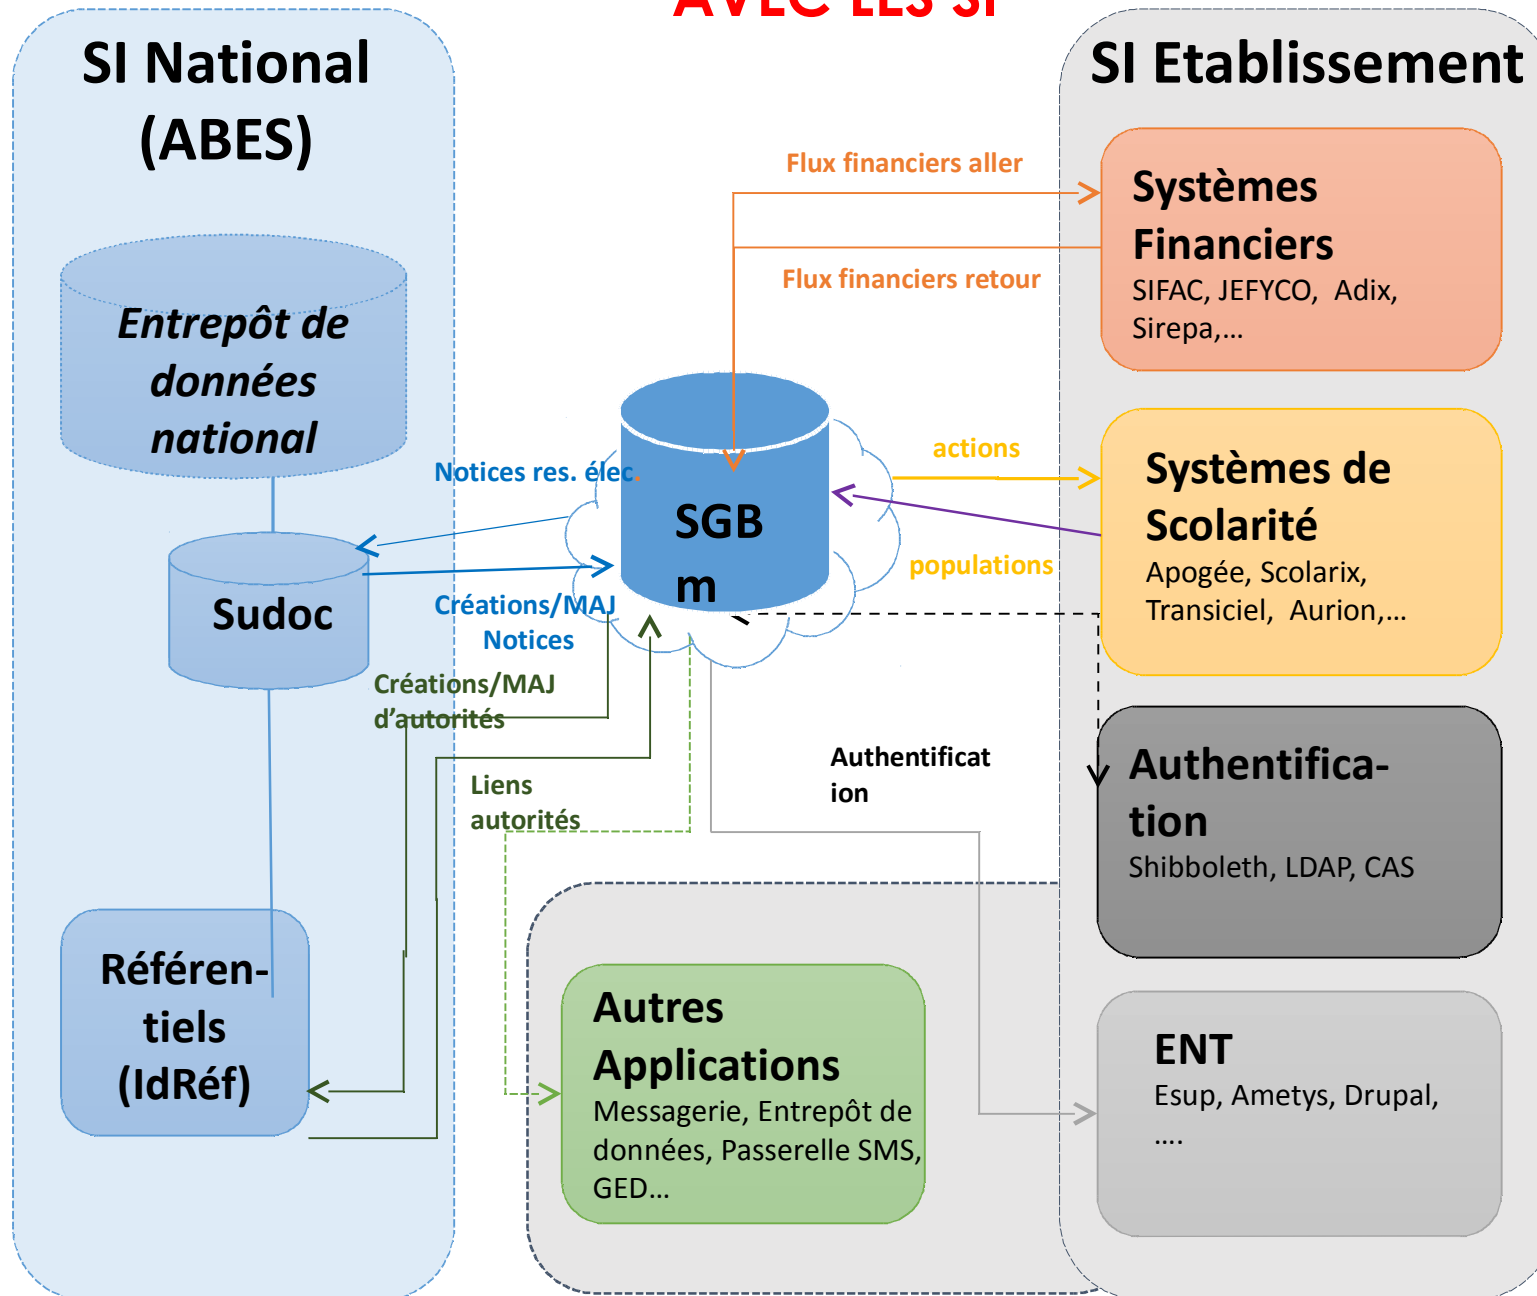 AVEC LES SI
SI National
(ABES)
Entrepôt de
données
national
Sudoc
Référen-
tiels
(IdRéf)
Notices res. élec.
Créations/MAJ
Notices
Créations/MAJ
d'autorités
Liens
autorités
SGB
m
Flux financiers aller
Flux financiers retour
actions
populations
Authentificat
ion
Autres
Applications
Messagerie, Entrepôt de
données, Passerelle SMS,
GED…
SI Etablissement
Systèmes
Financiers
SIFAC, JEFYCO, Adix,
Sirepa,…
Systèmes de
Scolarité
Apogée, Scolarix,
Transiciel, Aurion,…
Authentifica-
tion
Shibboleth, LDAP, CAS
ENT
Esup, Ametys, Drupal,
….